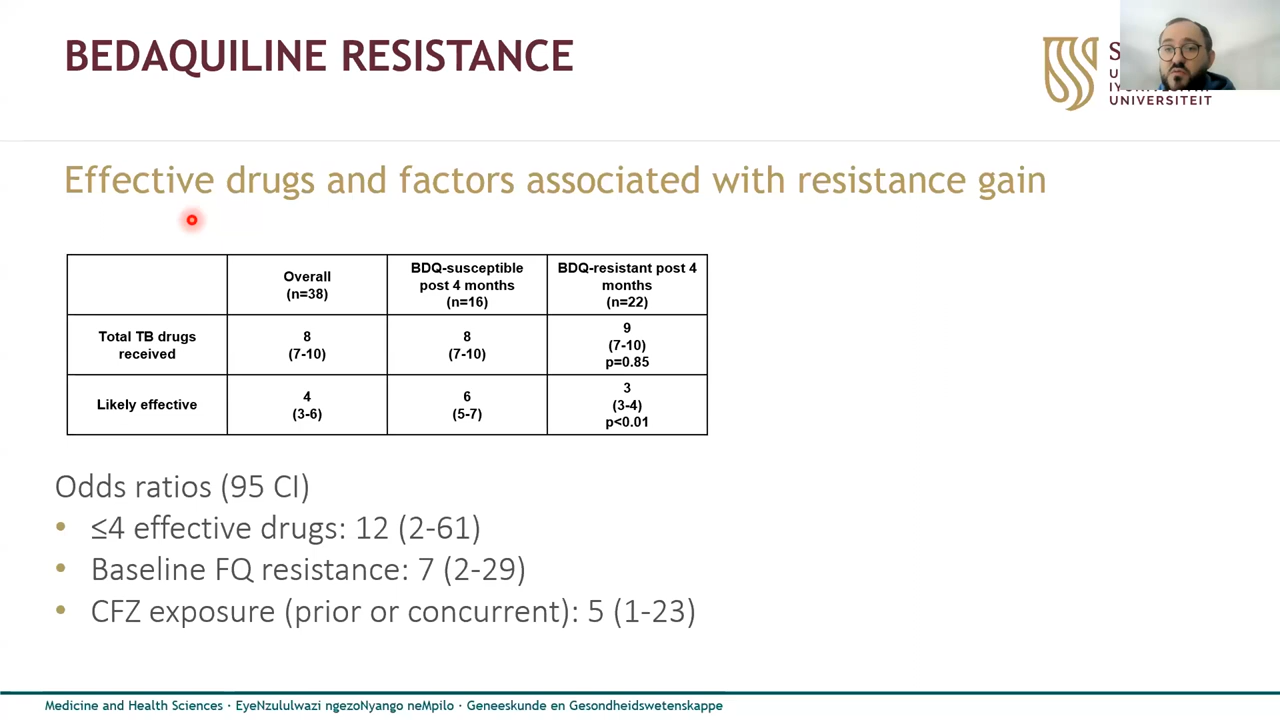 BEDAQUILINE RESISTANCE
UNIVERSITEIT
Effective drugs and factors associated with resistance gain
Overall
(n=38)
BDQ-susceptible
post 4 months
(n=16)
BDQ-resistant post 4
months
(n=22)
Total TB drugs
received
8
(7-10)
8
(7-10)
9
(7-10)
p=0.85
Likely effective
4
(3-6)
6
(5-7)
3
(3-4)
p<0.01
Odds ratios (95 CI)
• ≤4 effective drugs: 12 (2-61)
• Baseline FQ resistance: 7 (2-29)
• CFZ exposure (prior or concurrent): 5 (1-23)
Medicine and Health Sciences · EyeNzululwazi ngezoNyango neMpilo · Geneeskunde en Gesondheidswetenskappe